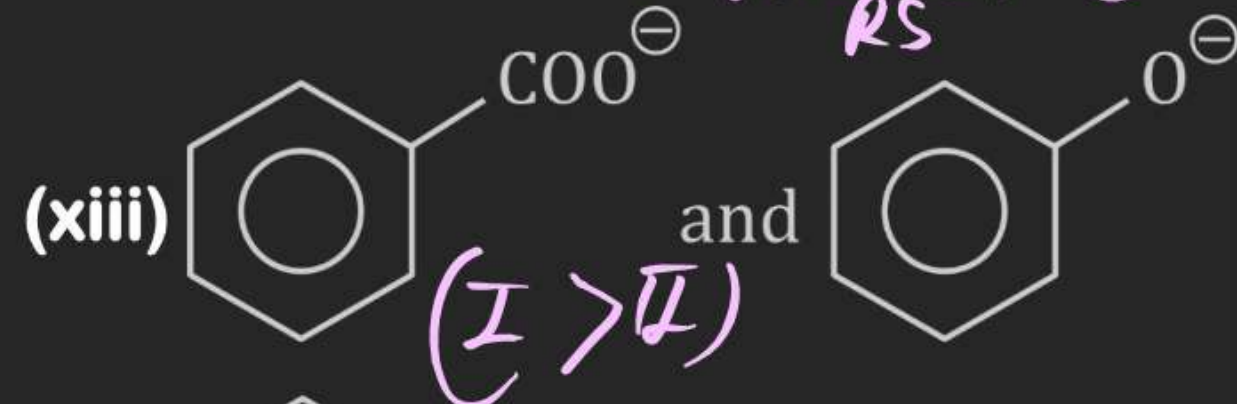 RS
COO⊖
O⊖
(xiii) and
(I > II)